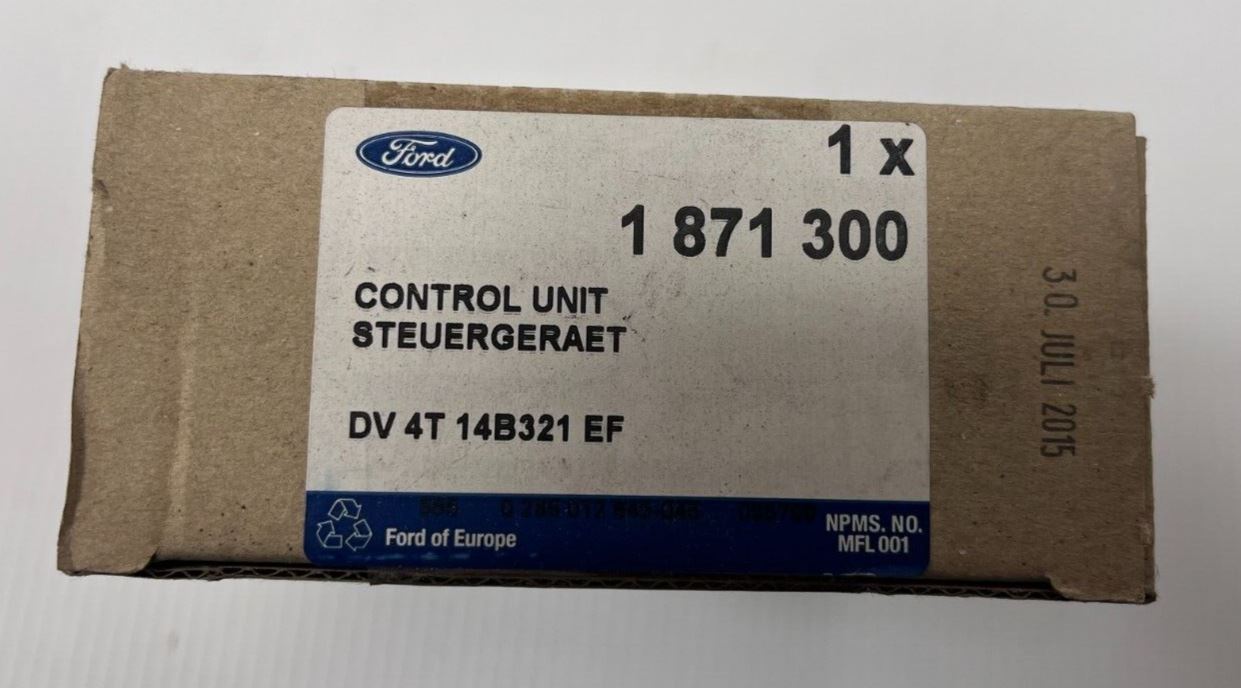 Ford
1 x
1 871 300
CONTROL UNIT
STEUERGERAET
DV 4T 14B321 EF
Ford of Europe
NPMS. NO.
MFL 001
30. JULI 2015